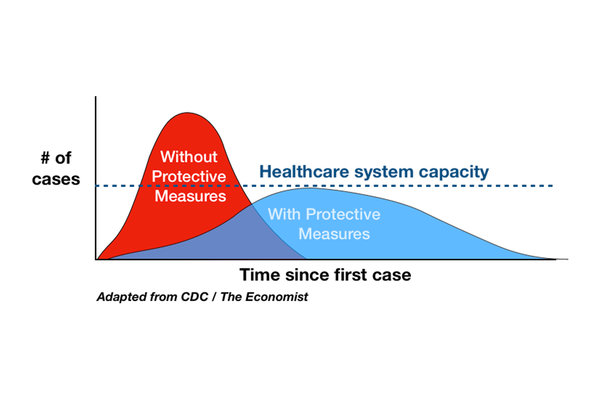 # of
cases
Without
Protective
Measures
Healthcare system capacity
With Protective
Measures
Time since first case
Adapted from CDC / The Economist